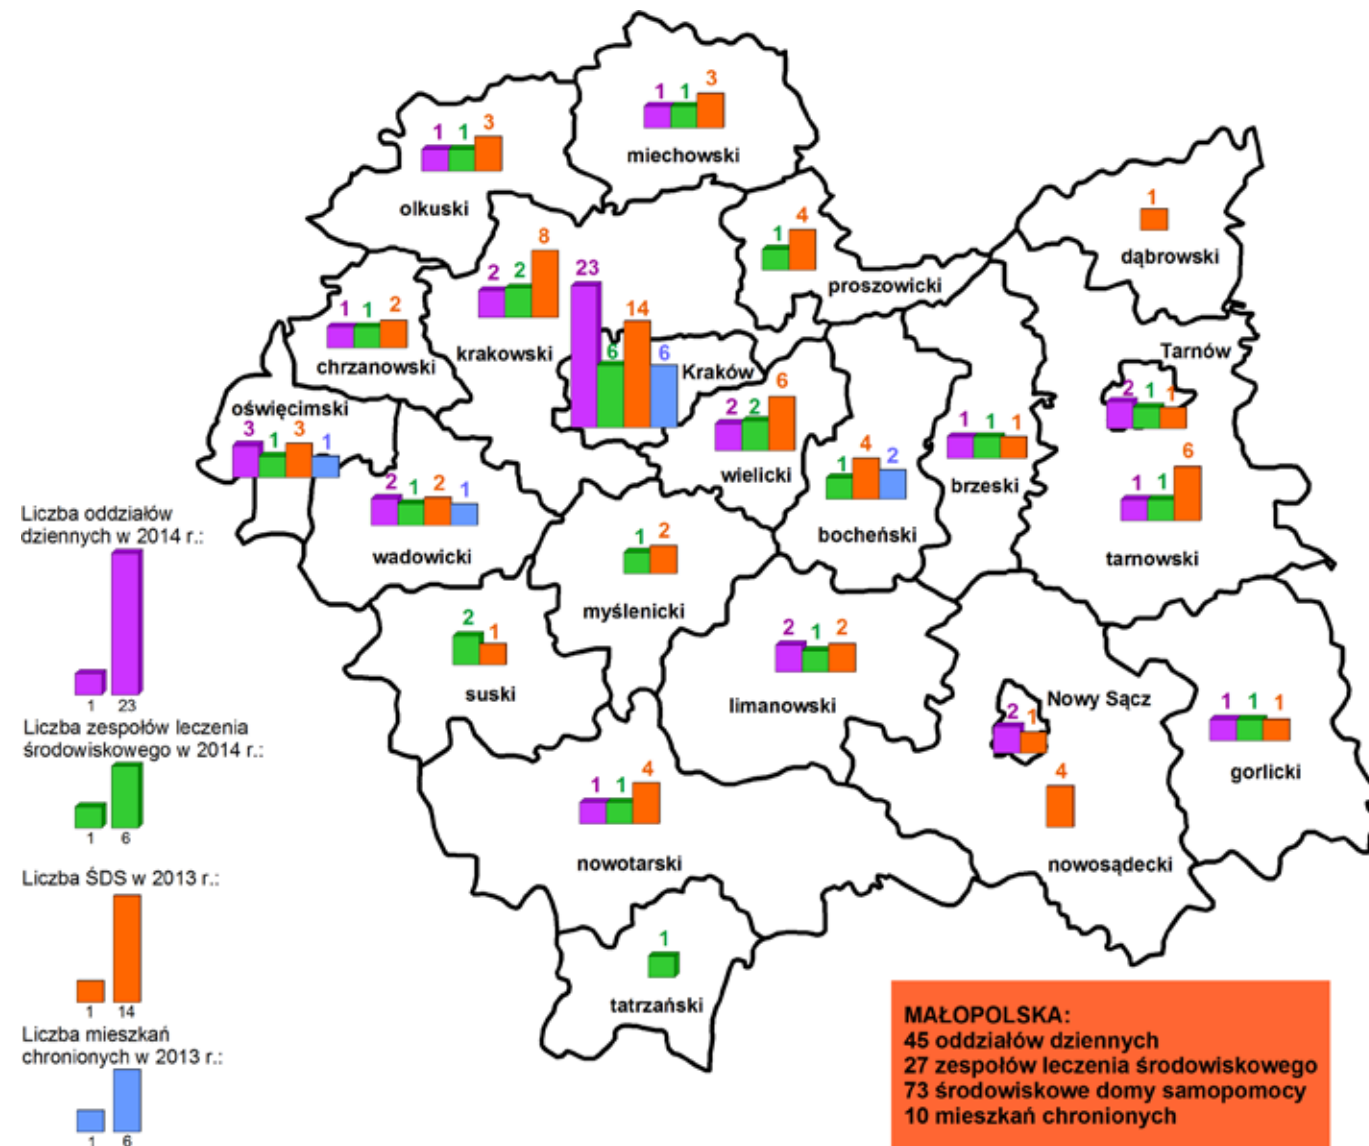 1 1 3
miechowski
1 1 3
olkuski
1
dąbrowski
1 4
proszowicki
2 2 8
krakowski
23 6 14 6
Kraków
1 1 2
chrzanowski
Tarnów
2 1 1
oświęcimski
3 1 3 1
2 2 6
wielicki
1 4 2
bocheński
1 1 1
brzeski
1 1 6
tarnowski
2 1 2 1
wadowicki
1 2
myślenicki
2 1
suski
2 1 2
limanowski
Nowy Sącz
2 1
4
nowosądecki
1 1 1
gorlicki
1 1 4
nowotarski
1
tatrzański
Liczba oddziałów
dziennych w 2014 r.:
1 23
Liczba zespołów leczenia
środowiskowego w 2014 r.:
1 6
Liczba ŚDS w 2013 r.:
1 14
Liczba mieszkań
chronionych w 2013 r.:
1 6
MAŁOPOLSKA:
45 oddziałów dziennych
27 zespołów leczenia środowiskowego
73 środowiskowe domy samopomocy
10 mieszkań chronionych